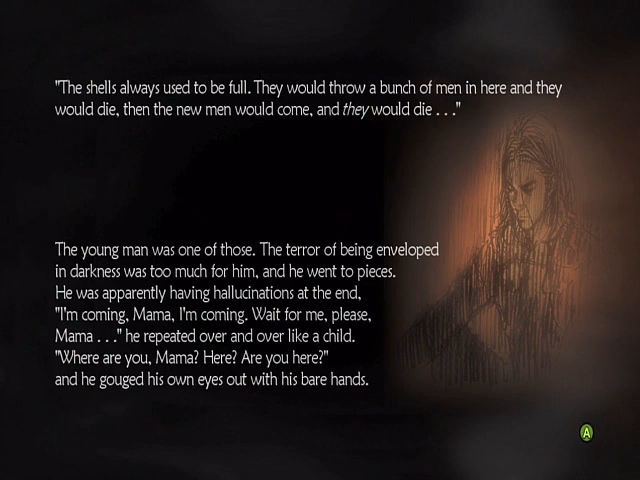 "The shells always used to be full. They would throw a bunch of men in here and they
would die, then the new men would come, and they would die . . ."
The young man was one of those. The terror of being enveloped
in darkness was too much for him, and he went to pieces.
He was apparently having hallucinations at the end,
"I'm coming, Mama, I'm coming. Wait for me, please,
Mama . . ." he repeated over and over like a child.
"Where are you, Mama? Here? Are you here?"
and he gouged his own eyes out with his bare hands.
A